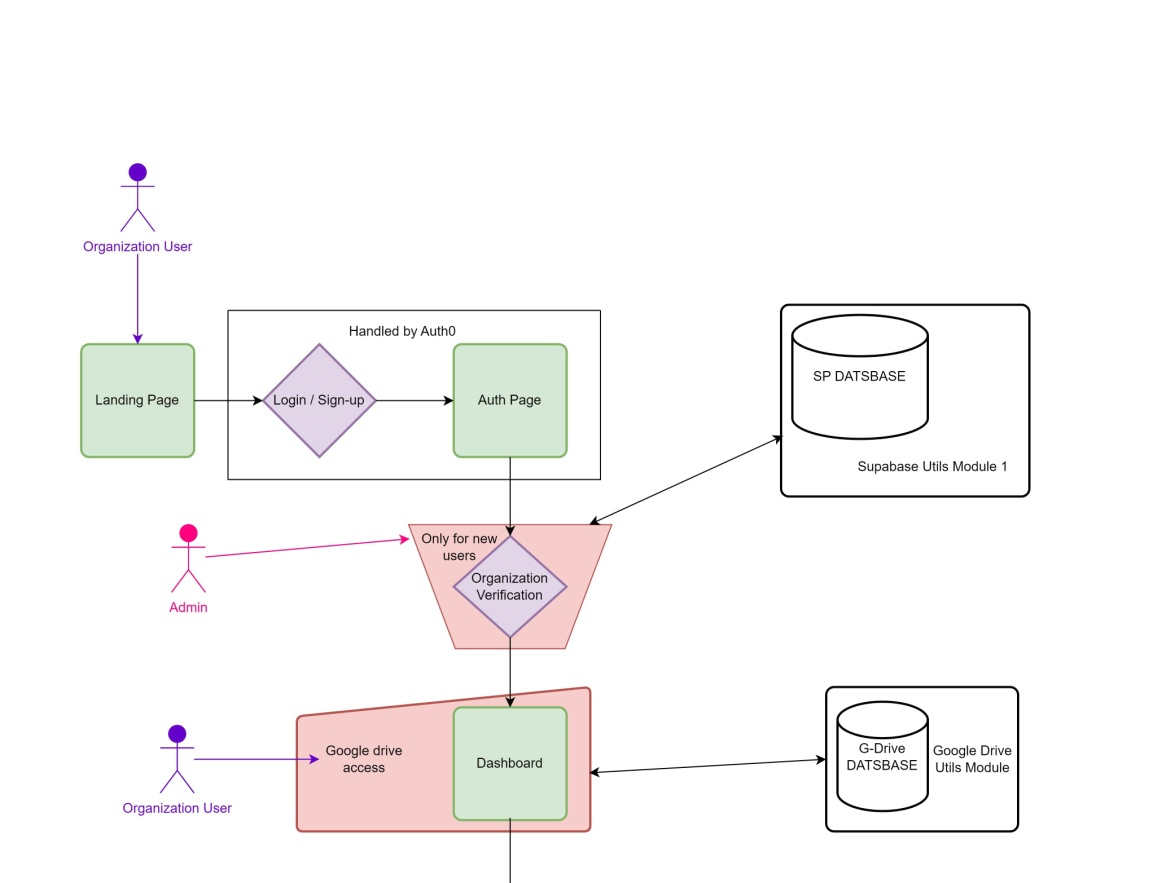 Organization User
Handled by Auth0
Landing Page
Login / Sign-up
Auth Page
SP DATSBASE
Supabase Utils Module 1
Only for new
users
Organization
Verification
Admin
Google drive
access
Dashboard
G-Drive
DATSBASE
Google Drive
Utils Module
Organization User